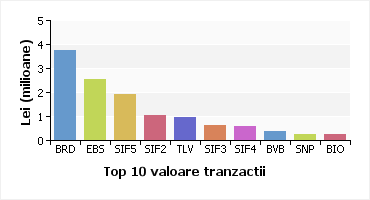 5
4
3
2
1
0
Lei (milioane)
BRD EBS SIF5 SIF2 TLV SIF3 SIF4 BVB SNP BIO
Top 10 valoare tranzactii